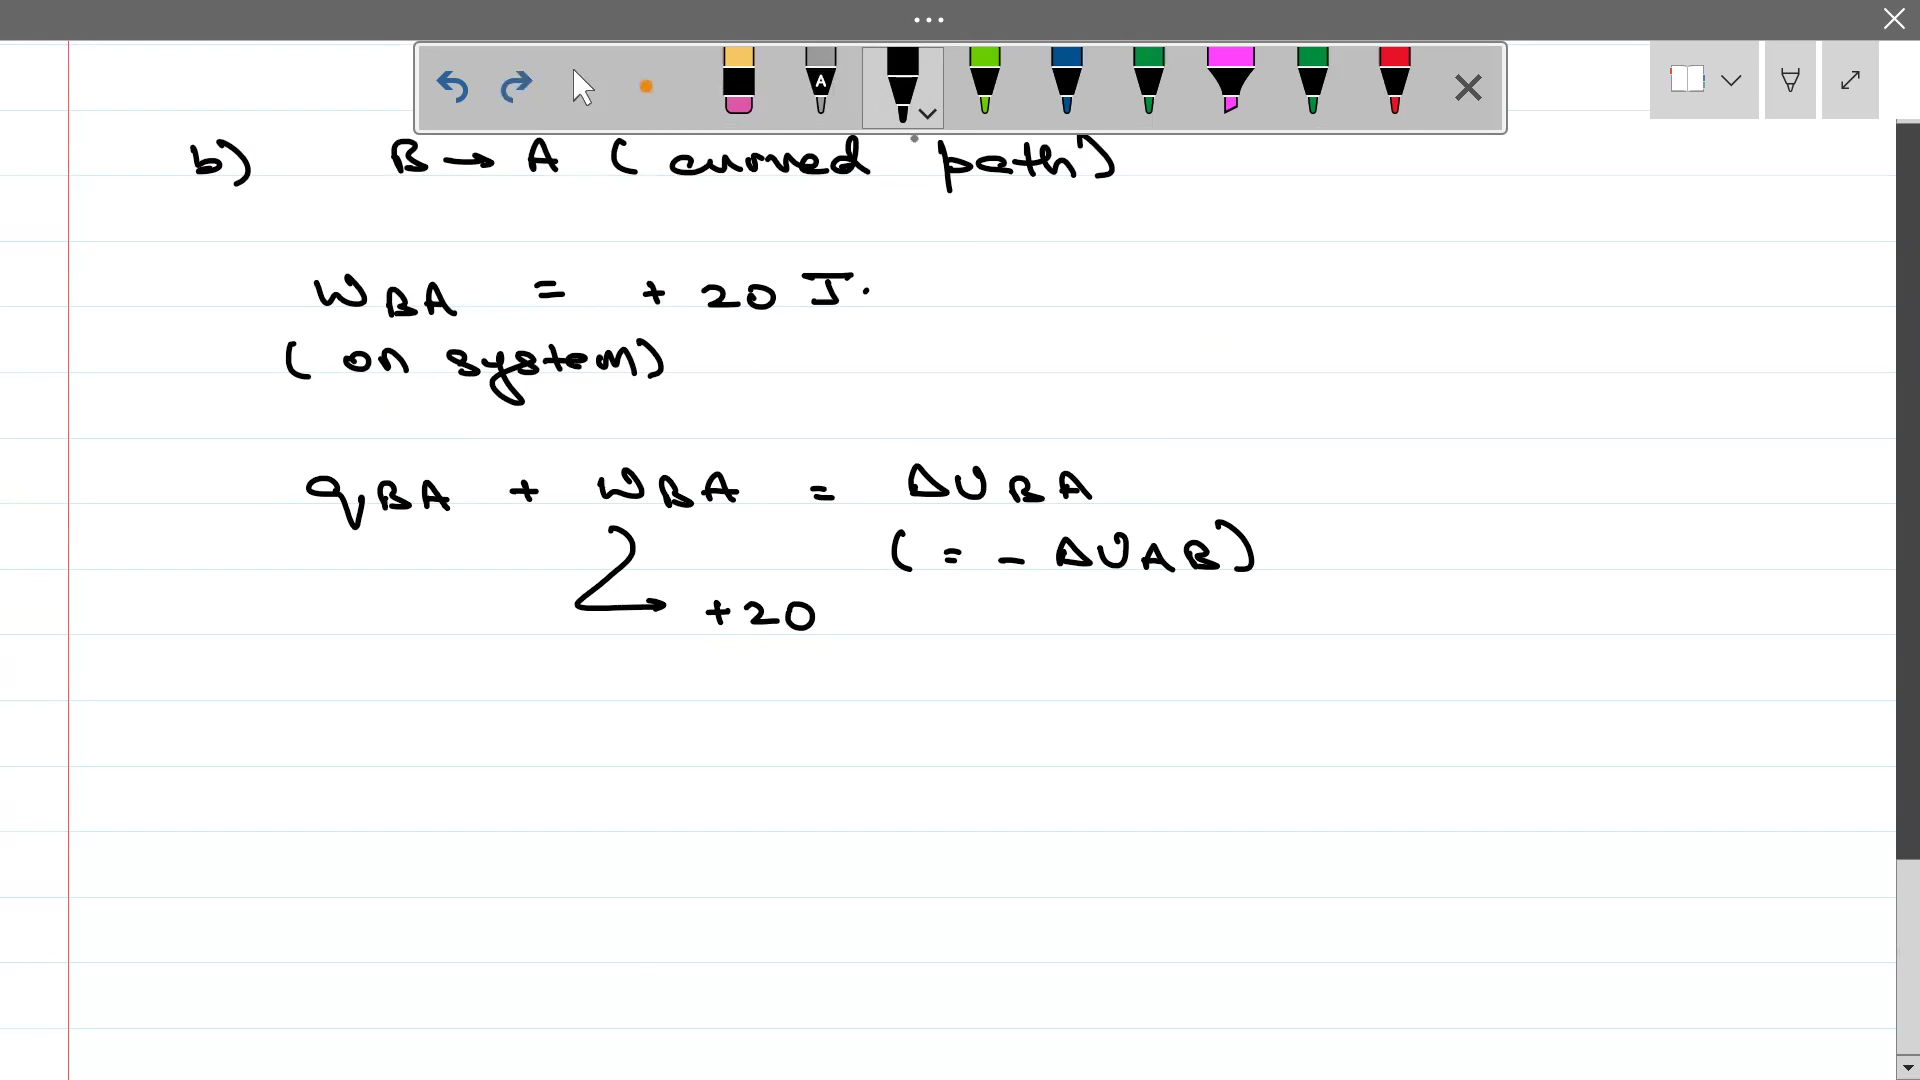 A
b) B → A (curved path)
W BA = + 20 J.
(on system)
q BA + W BA = ΔU BA
(= - ΔU AB)
+20